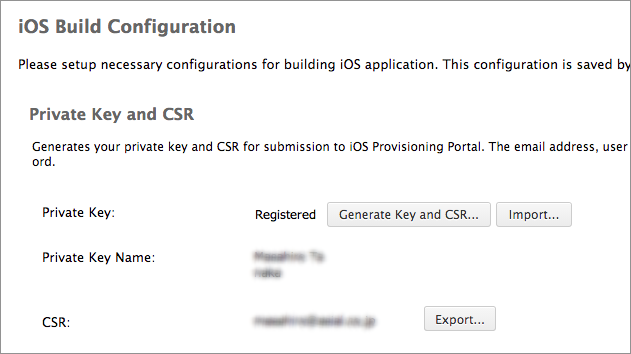 iOS Build Configuration
Please setup necessary configurations for building iOS application. This configuration is saved by
Private Key and CSR
Generates your private key and CSR for submission to iOS Provisioning Portal. The email address, user
ord.
Private Key: Registered Generate Key and CSR... Import...
Private Key Name:
CSR: Export...